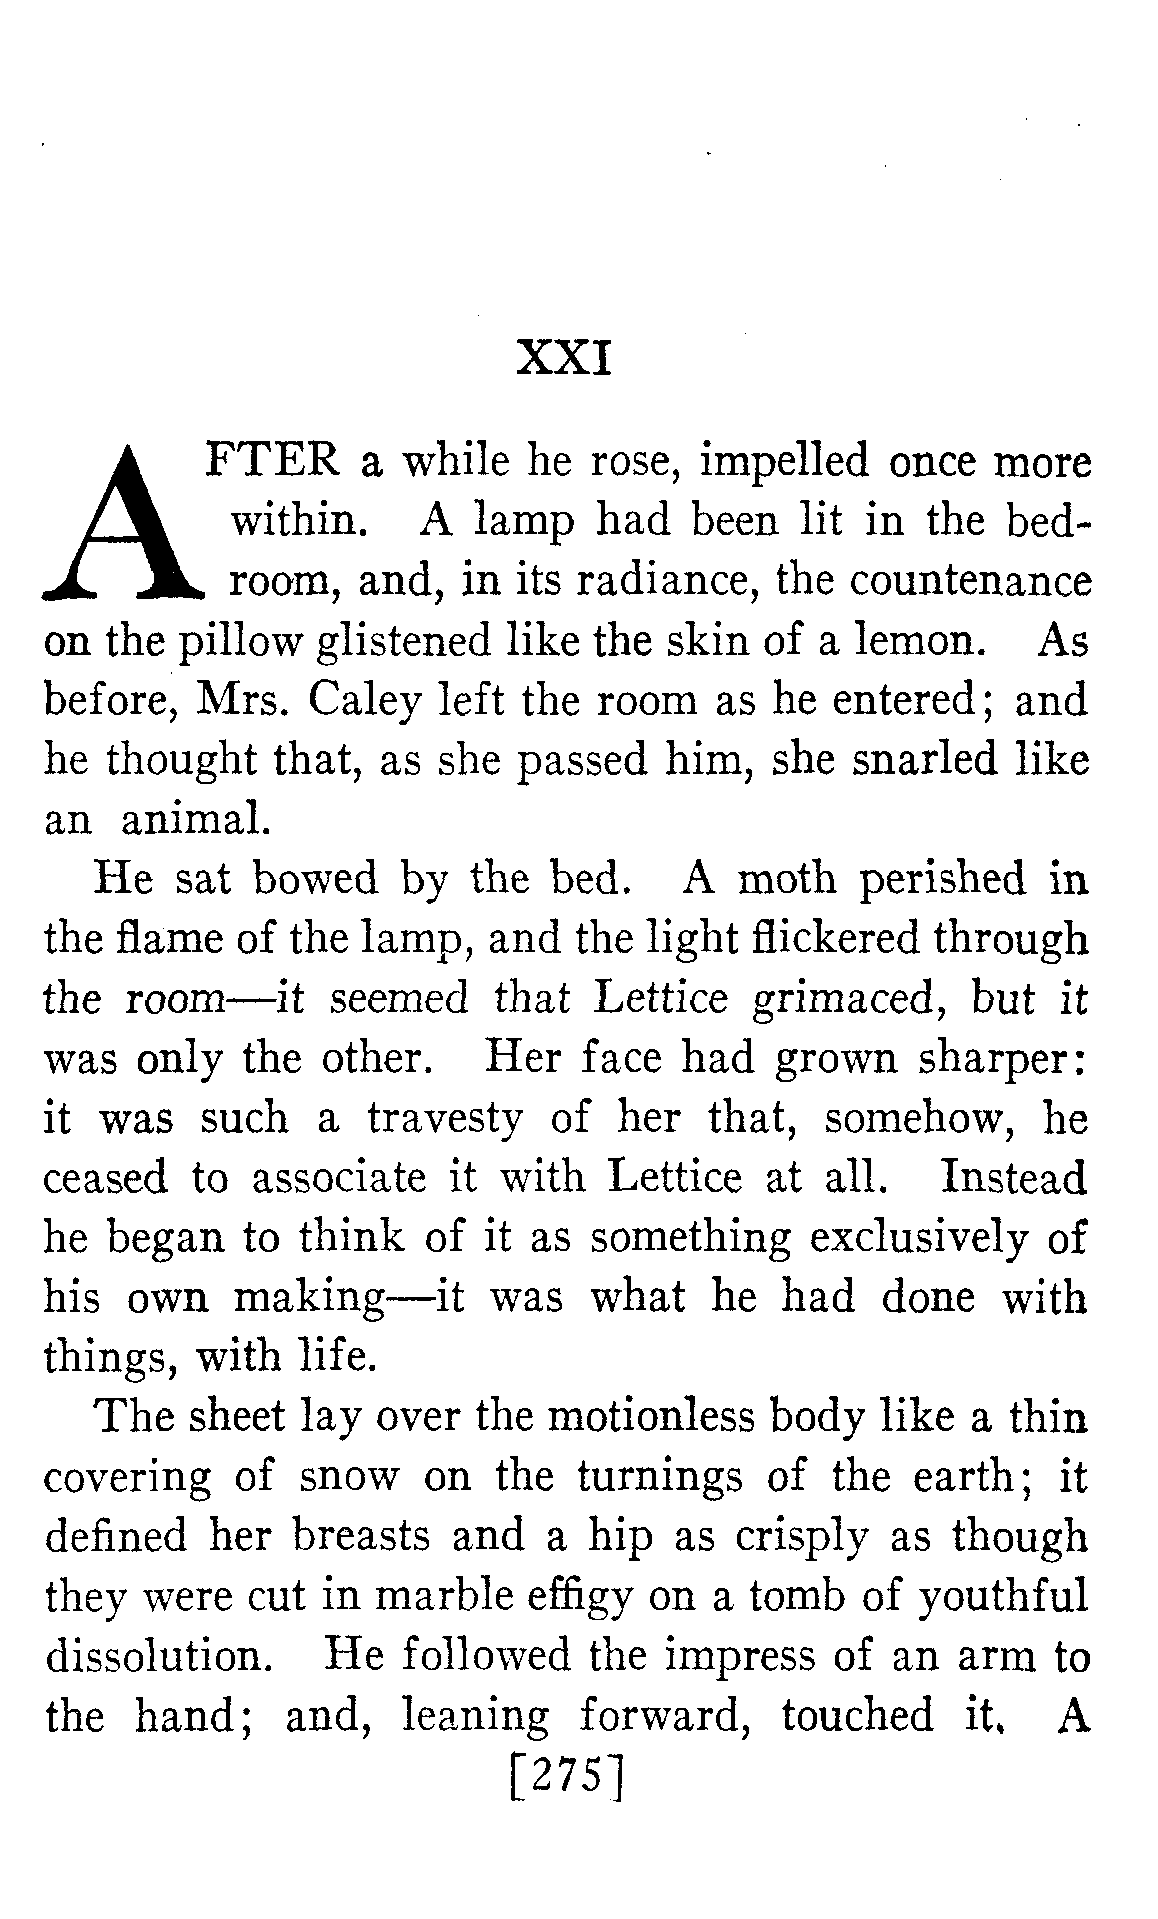 XXI
AFTER a while he rose, impelled once more
within. A lamp had been lit in the bed-
room, and, in its radiance, the countenance
on the pillow glistened like the skin of a lemon. As
before, Mrs. Caley left the room as he entered; and
he thought that, as she passed him, she snarled like
an animal.
He sat bowed by the bed. A moth perished in
the flame of the lamp, and the light flickered through
the room—it seemed that Lettice grimaced, but it
was only the other. Her face had grown sharper:
it was such a travesty of her that, somehow, he
ceased to associate it with Lettice at all. Instead
he began to think of it as something exclusively of
his own making—it was what he had done with
things, with life.
The sheet lay over the motionless body like a thin
covering of snow on the turnings of the earth; it
defined her breasts and a hip as crisply as though
they were cut in marble effigy on a tomb of youthful
dissolution. He followed the impress of an arm to
the hand; and, leaning forward, touched it. A
[275]